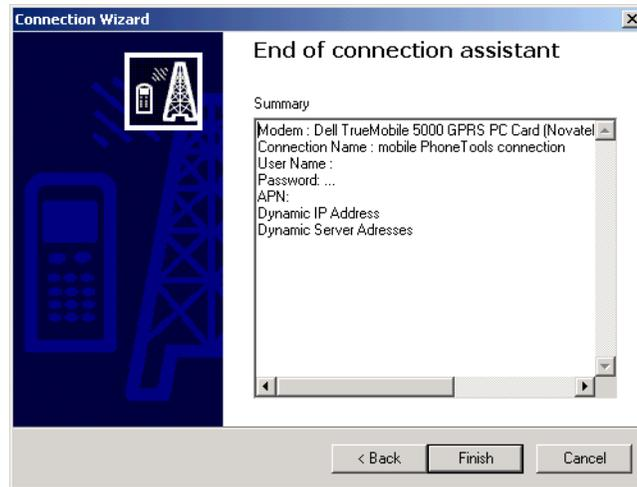 Connection Wizard
End of connection assistant
Summary
Modem : Dell TrueMobile 5000 GPRS PC Card (Novatel
Connection Name : mobile PhoneTools connection
User Name :
Password: ...
APN:
Dynamic IP Address
Dynamic Server Adresses
< Back Finish Cancel